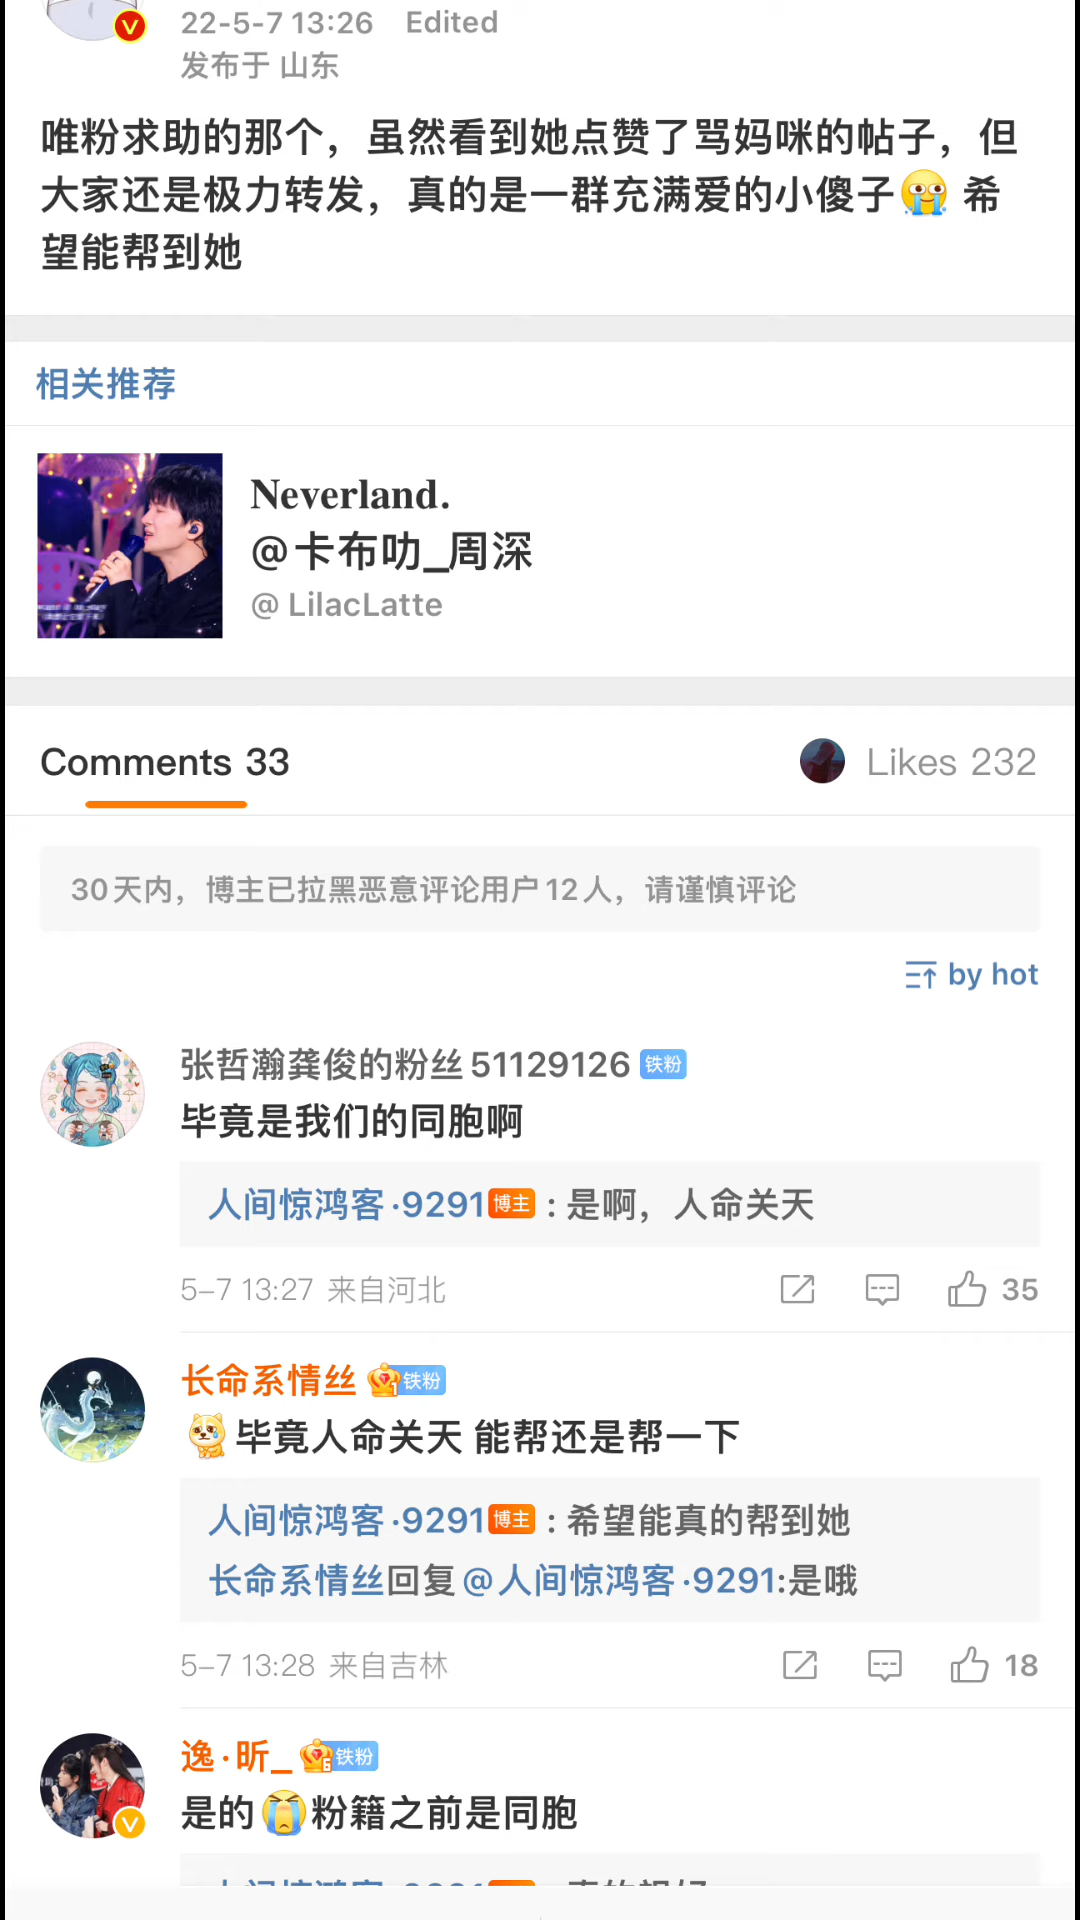 22-5-7 13:26 Edited
发布于 山东
唯粉求助的那个，虽然看到她点赞了骂妈咪的帖子，但
大家还是极力转发，真的是一群充满爱的小傻子 希
望能帮到她
相关推荐
Neverland.
@卡布叻_周深
@ LilacLatte
Comments 33
Likes 232
30天内，博主已拉黑恶意评论用户12人，请谨慎评论
by hot
张哲瀚龚俊的粉丝51129126 铁粉
毕竟是我们的同胞啊
人间惊鸿客·9291 博主 : 是啊，人命关天
5-7 13:27 来自河北
35
长命系情丝 1 铁粉
毕竟人命关天 能帮还是帮一下
人间惊鸿客·9291 博主 : 希望能真的帮到她
长命系情丝回复@人间惊鸿客·9291:是哦
5-7 13:28 来自吉林
18
逸·昕_ 6 铁粉
是的 粉籍之前是同胞